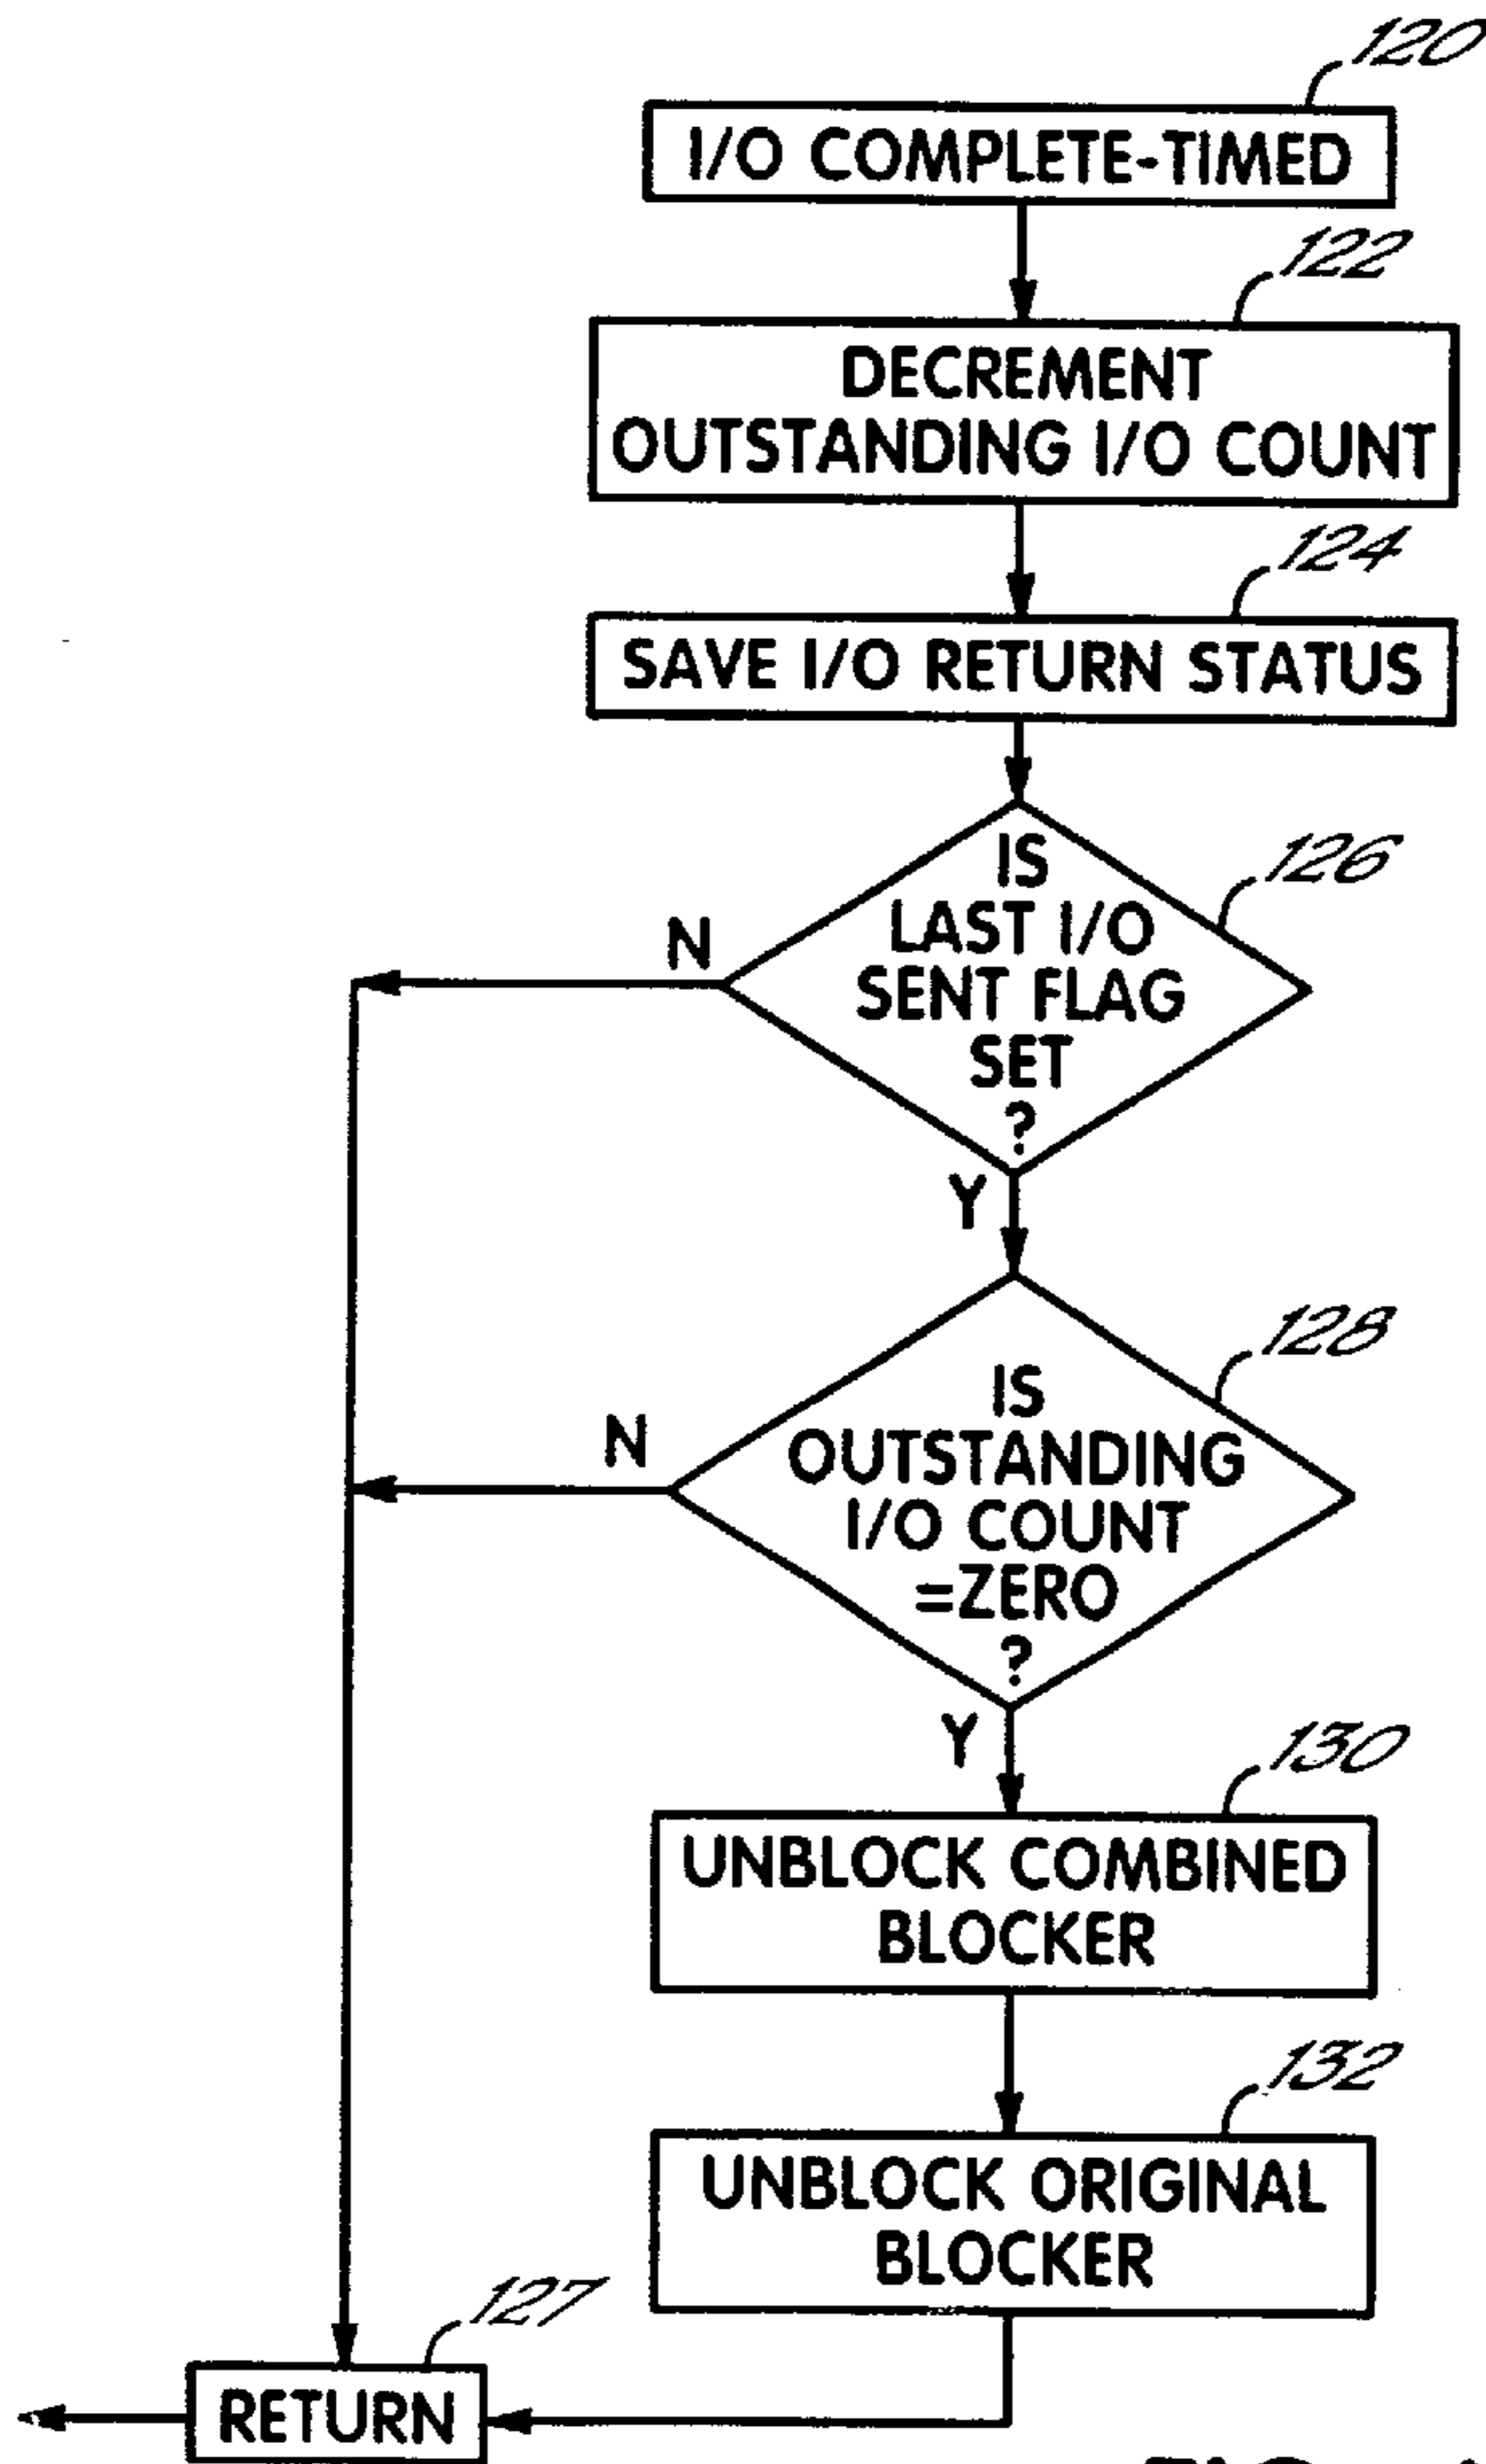 120
I/O COMPLETE-TIMED
122
DECREMENT
OUTSTANDING I/O COUNT
124
SAVE I/O RETURN STATUS
126
IS
LAST I/O
SENT FLAG
SET
?
N
Y
128
IS
OUTSTANDING
I/O COUNT
=ZERO
?
N
Y
130
UNBLOCK COMBINED
BLOCKER
132
UNBLOCK ORIGINAL
BLOCKER
127
RETURN